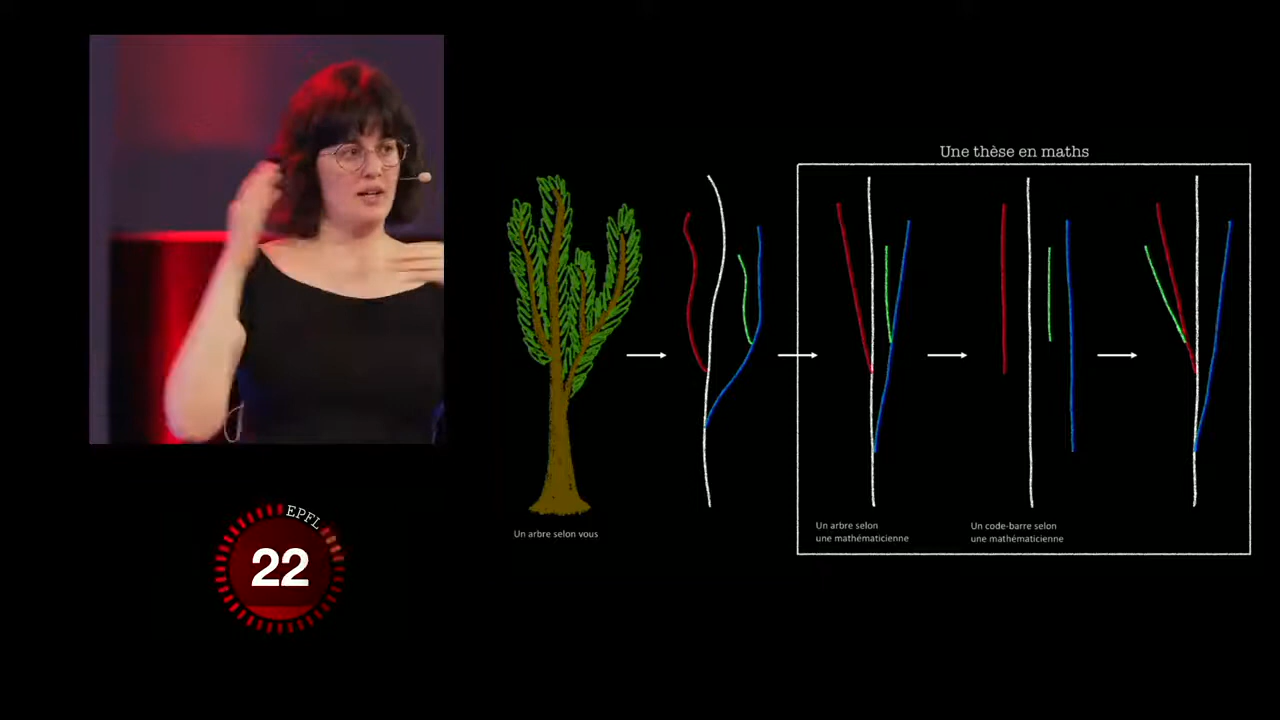 Une thèse en maths
Un arbre selon vous
Un arbre selon
une mathématicienne
Un code-barre selon
une mathématicienne
EPFL
22